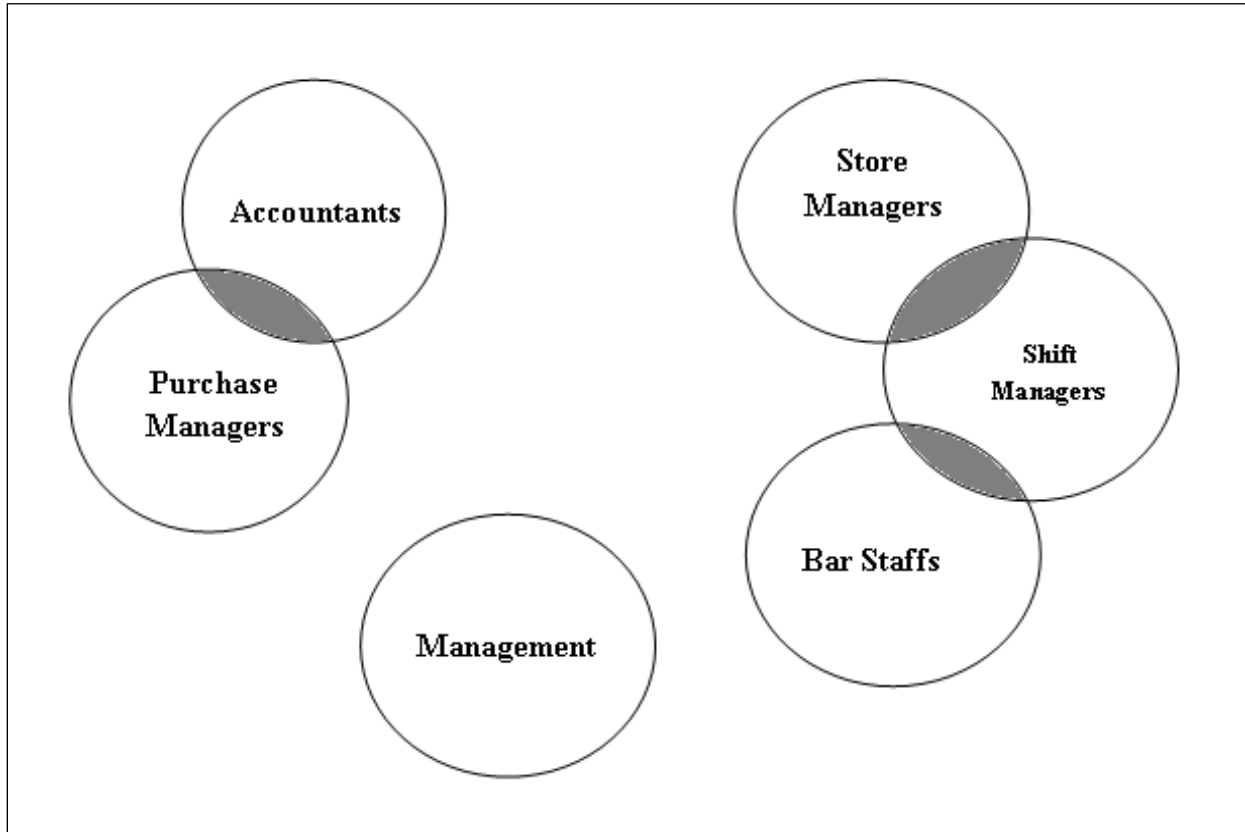 Accountants
Purchase
Managers
Management
Store
Managers
Shift
Managers
Bar Staffs